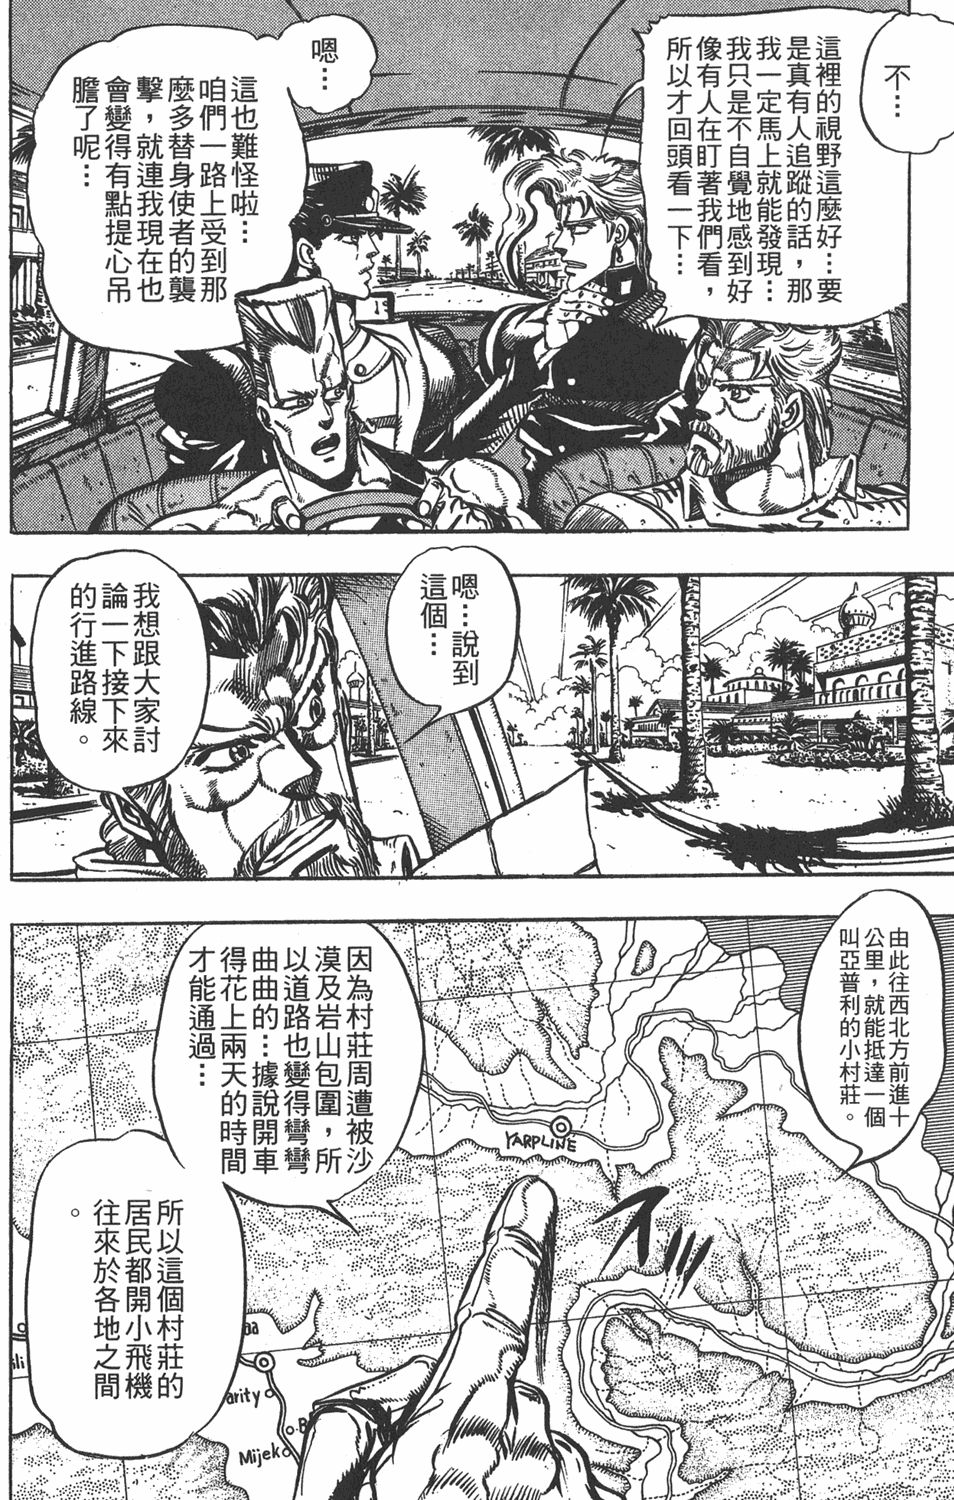 不…
這裡的視野這麼好…要
是真有人追蹤的話，那
我一定馬上就能發現…
我只是不自覺地感到好
像有人在盯著我們看，
所以才回頭看一下…
嗯…
這也難怪啦…
咱們一路上受到那
麼多替身使者的襲
擊，就連我現在也
會變得有點提心吊
膽了呢…
嗯…說到
這個…
我想跟大家討
論一下接下來
的行進路線。
由此往西北方前進十
公里，就能抵達一個
叫亞普利的小村莊。
因為村莊周遭被沙
漠及岩山包圍，所
以道路也變得彎彎
曲曲的…據說開車
得花上兩天的時間
才能通過…
所以這個村莊的
居民都開小飛機
往來於各地之間
。
YARPLINE
arity
Mijek